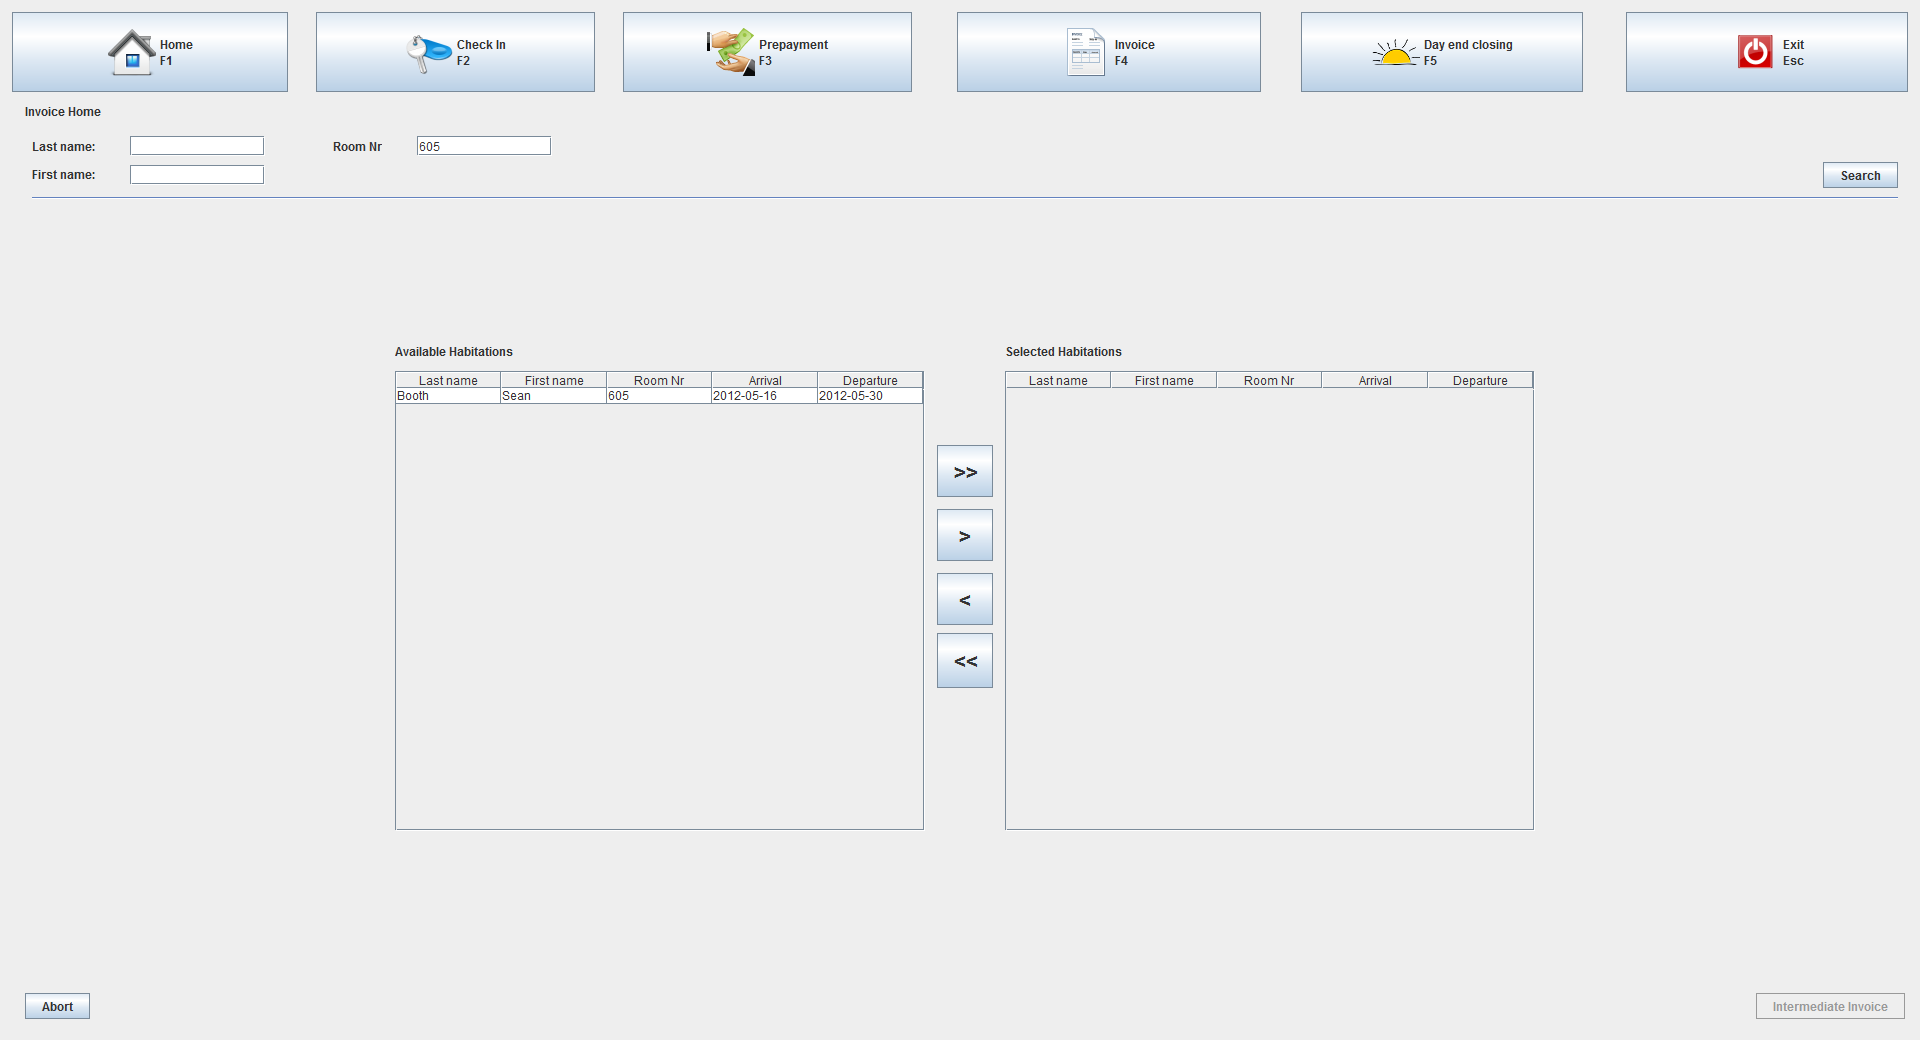 Home
F1
Check In
F2
Prepayment
F3
Invoice
F4
Day end closing
F5
Exit
Esc
Invoice Home
Last name:
Room Nr 605
First name:
Search
Available Habitations
Last name First name Room Nr Arrival Departure
Booth Sean 605 2012-05-16 2012-05-30
>>
>
<
<<
Selected Habitations
Last name First name Room Nr Arrival Departure
Abort
Intermediate Invoice